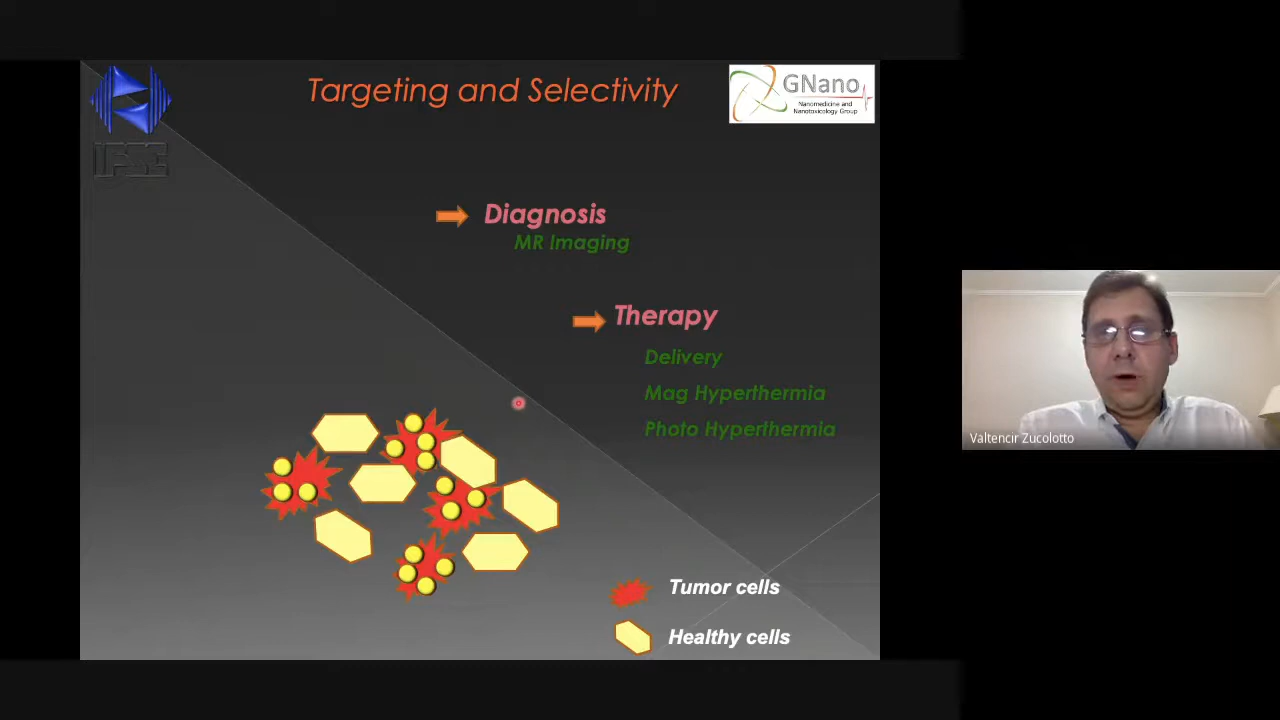 Targeting and Selectivity
GNano
Nanomedicine and
Nanotoxicology Group
IFSC
Diagnosis
MR Imaging
Therapy
Delivery
Mag Hyperthermia
Photo Hyperthermia
Valtencir Zucolotto
Tumor cells
Healthy cells